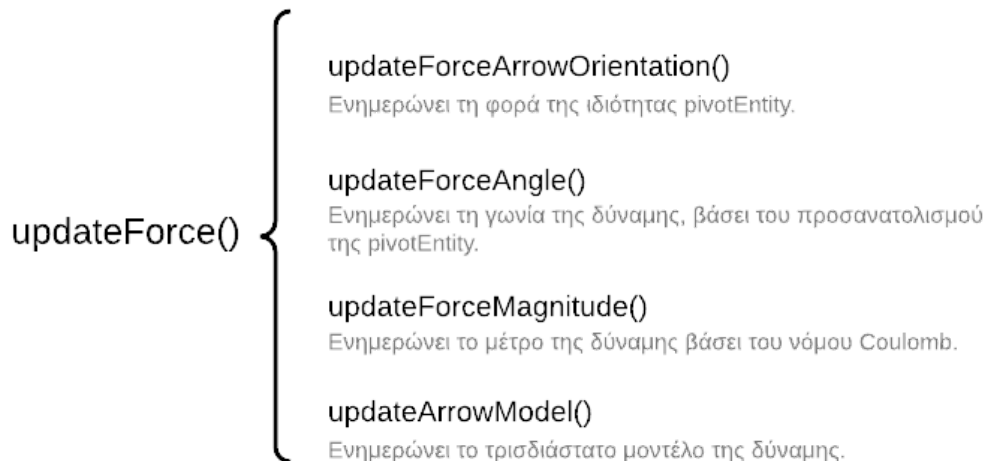 updateForceArrowOrientation()
Ενημερώνει τη φορά της ιδιότητας pivotEntity.
updateForceAngle()
Ενημερώνει τη γωνία της δύναμης, βάσει του προσανατολισμού
της pivotEntity.
updateForce()
updateForceMagnitude()
Ενημερώνει το μέτρο της δύναμης βάσει του νόμου Coulomb.
updateArrowModel()
Ενημερώνει το τρισδιάστατο μοντέλο της δύναμης.